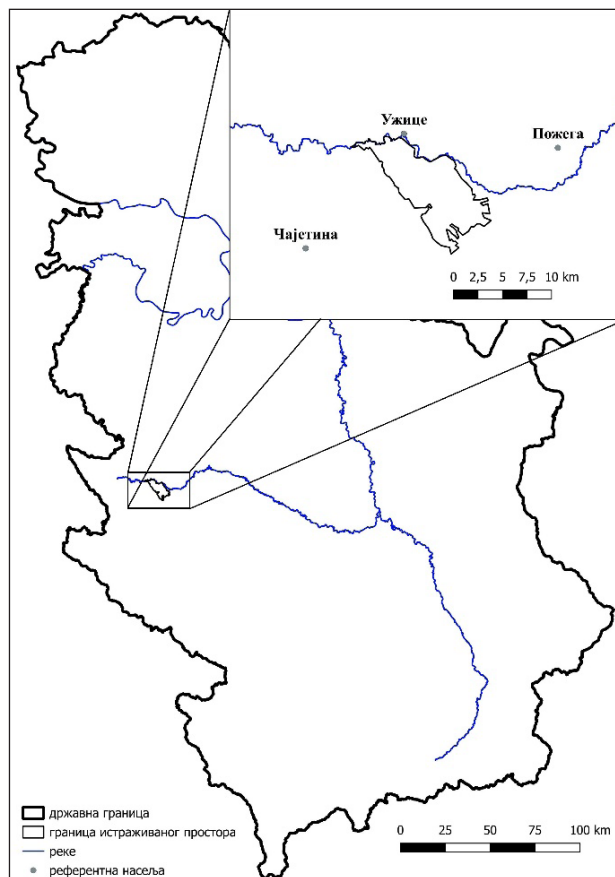 Ужице
Пожега
Чајетина
0 2,5 5 7,5 10 km
државна граница
граница истраживаног простора
реке
референтна насеља
0 25 50 75 100 km